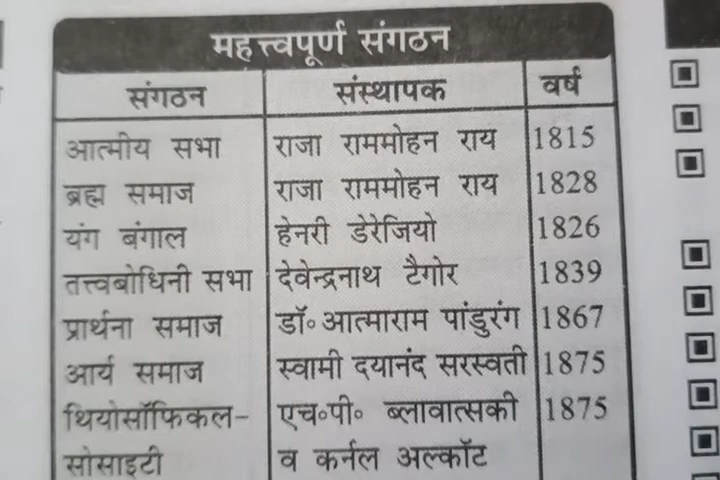 महत्त्वपूर्ण संगठन
संगठन संस्थापक वर्ष
आत्मीय सभा राजा राममोहन राय 1815
ब्रह्म समाज राजा राममोहन राय 1828
यंग बंगाल हेनरी डेरेजियो 1826
तत्त्वबोधिनी सभा देवेन्द्रनाथ टैगोर 1839
प्रार्थना समाज डॉ॰ आत्माराम पांडुरंग 1867
आर्य समाज स्वामी दयानंद सरस्वती 1875
थियोसॉफिकल- एच॰पी॰ ब्लावात्सकी 1875
सोसाइटी व कर्नल अल्कॉट